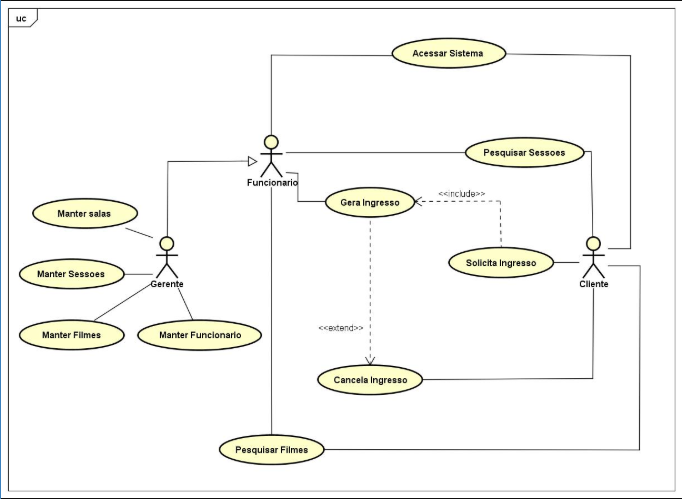 uc
Acessar Sistema
Pesquisar Sessoes
Funcionario
Gera Ingresso
<<include>>
Manter salas
Solicita Ingresso
Manter Sessoes
Gerente
Cliente
<<extend>>
Manter Filmes
Manter Funcionario
Cancela Ingresso
Pesquisar Filmes